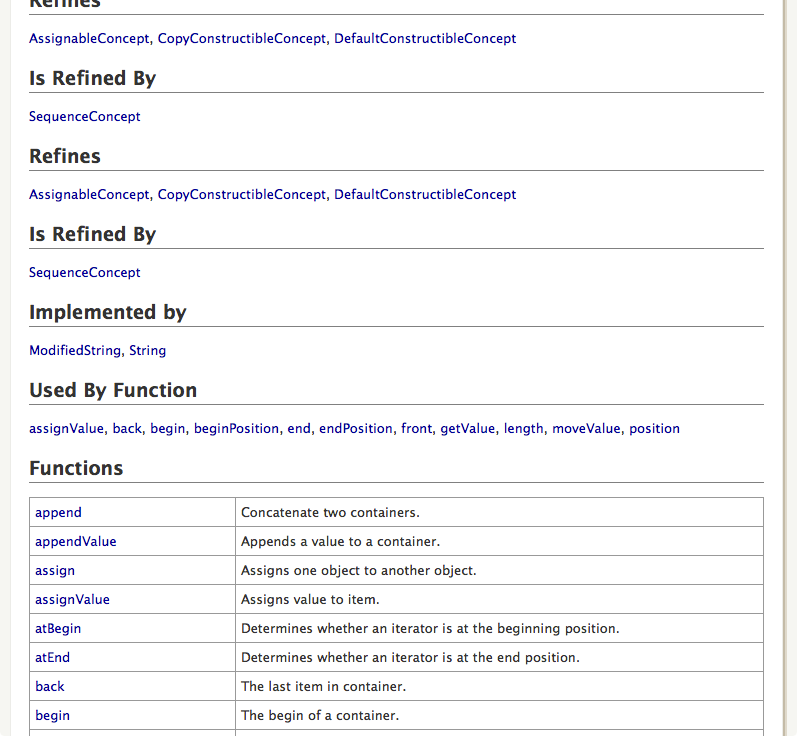 Refines
AssignableConcept, CopyConstructibleConcept, DefaultConstructibleConcept
Is Refined By
SequenceConcept
Refines
AssignableConcept, CopyConstructibleConcept, DefaultConstructibleConcept
Is Refined By
SequenceConcept
Implemented by
ModifiedString, String
Used By Function
assignValue, back, begin, beginPosition, end, endPosition, front, getValue, length, moveValue, position
Functions
append Concatenate two containers.
appendValue Appends a value to a container.
assign Assigns one object to another object.
assignValue Assigns value to item.
atBegin Determines whether an iterator is at the beginning position.
atEnd Determines whether an iterator is at the end position.
back The last item in container.
begin The begin of a container.